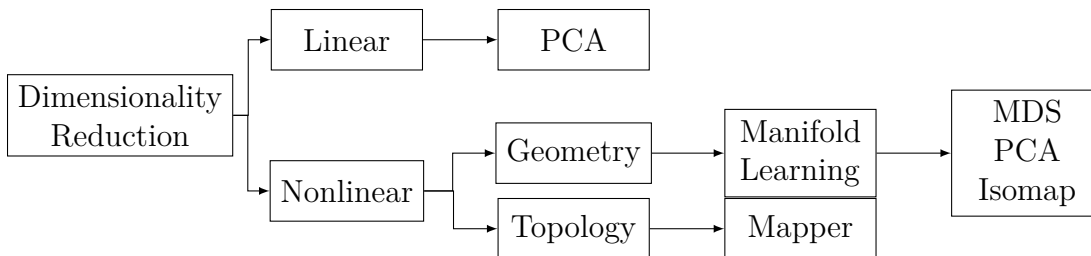 Linear
PCA
Dimensionality
Reduction
Geometry
Manifold
Learning
MDS
PCA
Isomap
Nonlinear
Topology
Mapper